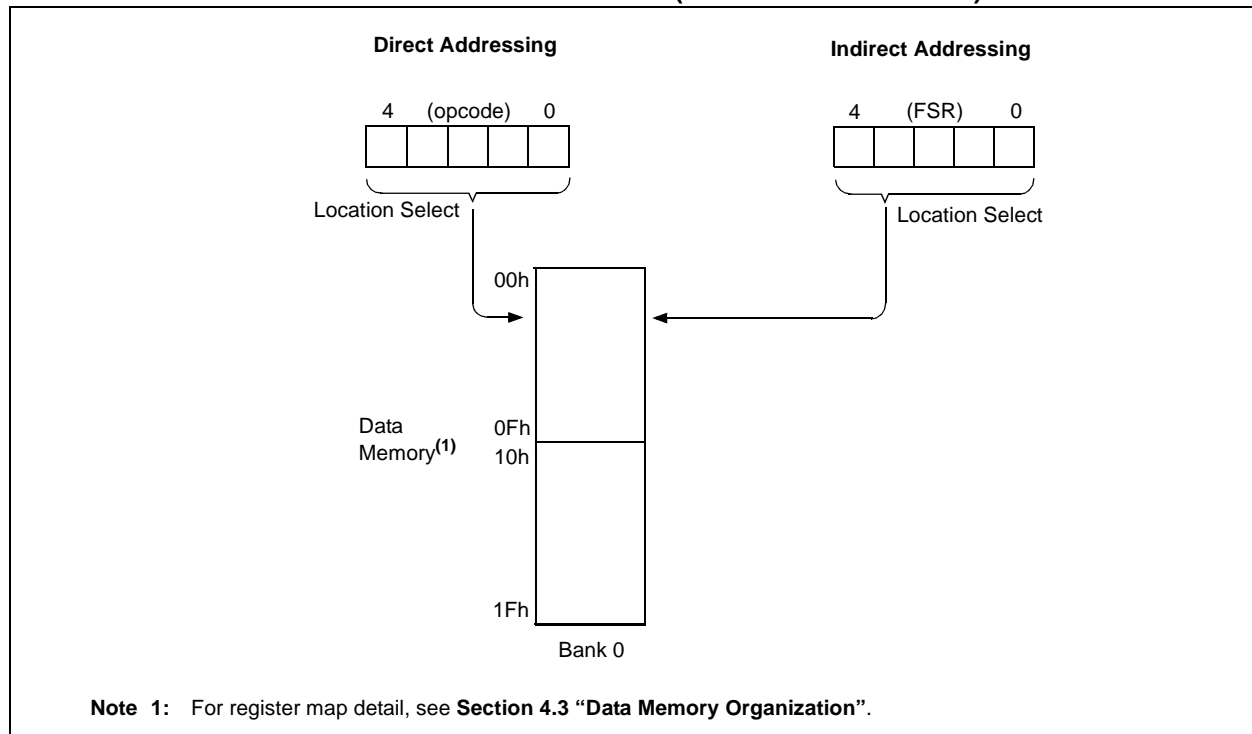 Direct Addressing
Indirect Addressing
4 (opcode) 0
4 (FSR) 0
Location Select
Location Select
00h
Data
Memory(1)
0Fh
10h
1Fh
Bank 0
Note 1: For register map detail, see Section 4.3 “Data Memory Organization”.